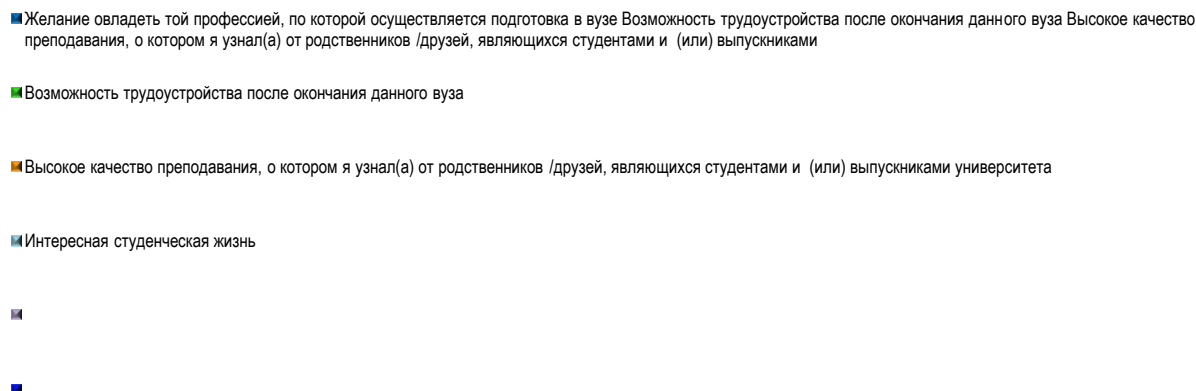 Желание овладеть той профессией, по которой осуществляется подготовка в вузе Возможность трудоустройства после окончания данного вуза Высокое качество
преподавания, о котором я узнал(а) от родственников /друзей, являющихся студентами и (или) выпускниками
Возможность трудоустройства после окончания данного вуза
Высокое качество преподавания, о котором я узнал(а) от родственников /друзей, являющихся студентами и (или) выпускниками университета
Интересная студенческая жизнь